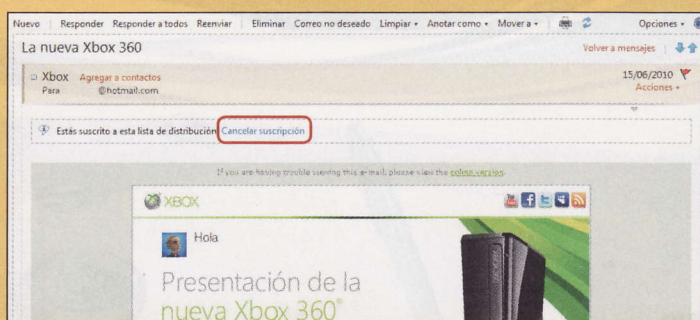 Nuevo Responder Responder a todos Reenviar Eliminar Correo no deseado Limpiar Anotar como Mover a Opciones
La nueva Xbox 360 Volver a mensajes
Xbox Agregar a contactos 15/06/2010
Para @hotmail.com Acciones
Estás suscrito a esta lista de distribución Cancelar suscripción
If you are having trouble viewing this e-mail, please view the online version.
XBOX
Hola
Presentación de la
nueva Xbox 360®